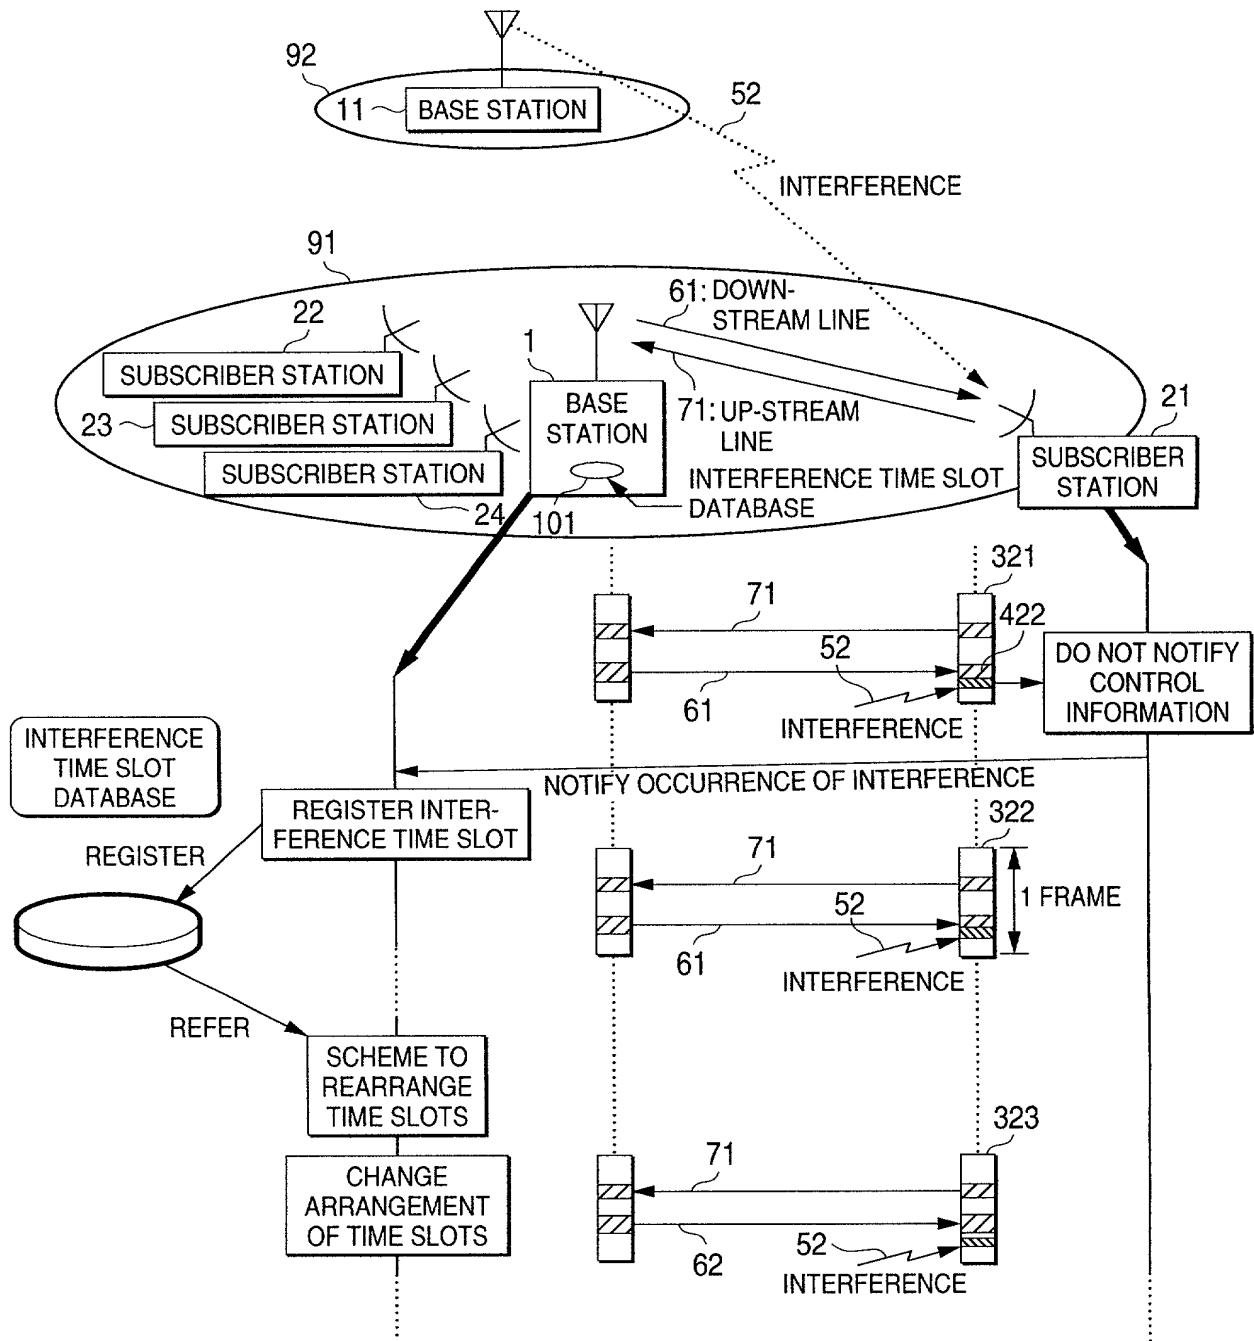 92
11
BASE STATION
52
INTERFERENCE
91
61: DOWN-
STREAM LINE
22
SUBSCRIBER STATION
1
BASE
STATION
71: UP-STREAM
LINE
21
SUBSCRIBER
STATION
23
SUBSCRIBER STATION
SUBSCRIBER STATION
24
101
INTERFERENCE TIME SLOT
DATABASE
71
321
422
52
61
INTERFERENCE
DO NOT NOTIFY
CONTROL
INFORMATION
INTERFERENCE
TIME SLOT
DATABASE
NOTIFY OCCURRENCE OF INTERFERENCE
REGISTER INTER-
FERENCE TIME SLOT
REGISTER
71
322
1 FRAME
52
61
INTERFERENCE
REFER
SCHEME TO
REARRANGE
TIME SLOTS
CHANGE
ARRANGEMENT
OF TIME SLOTS
71
323
62
52
INTERFERENCE